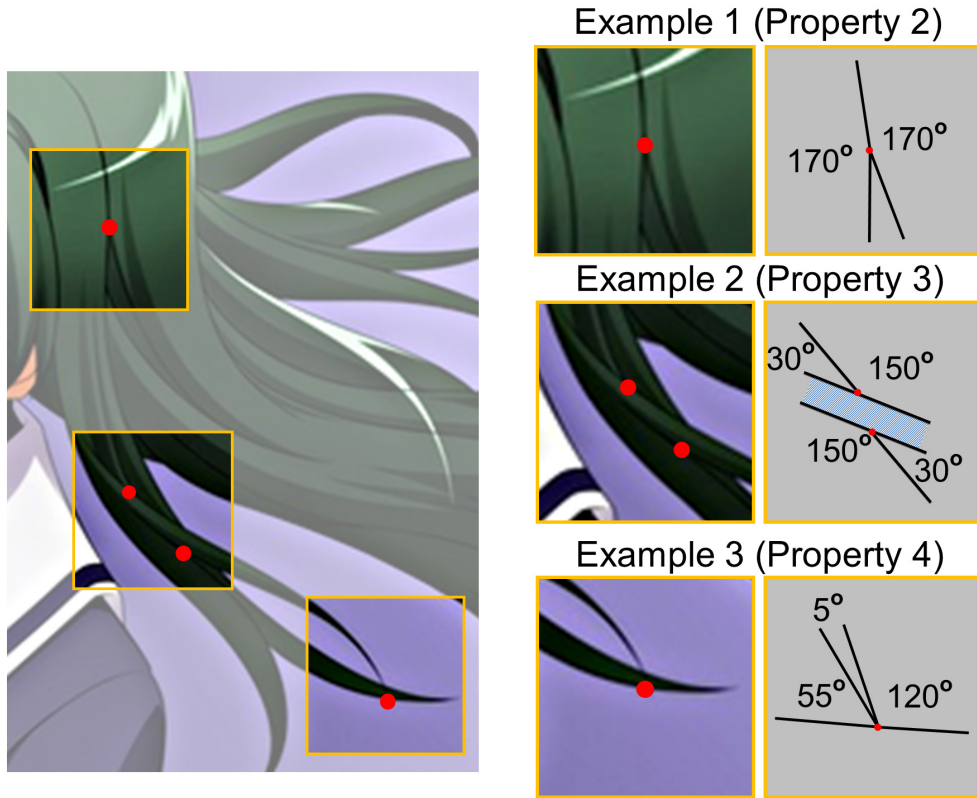 Example 1 (Property 2)
170° 170°
Example 2 (Property 3)
30° 150°
150° 30°
Example 3 (Property 4)
5°
55° 120°